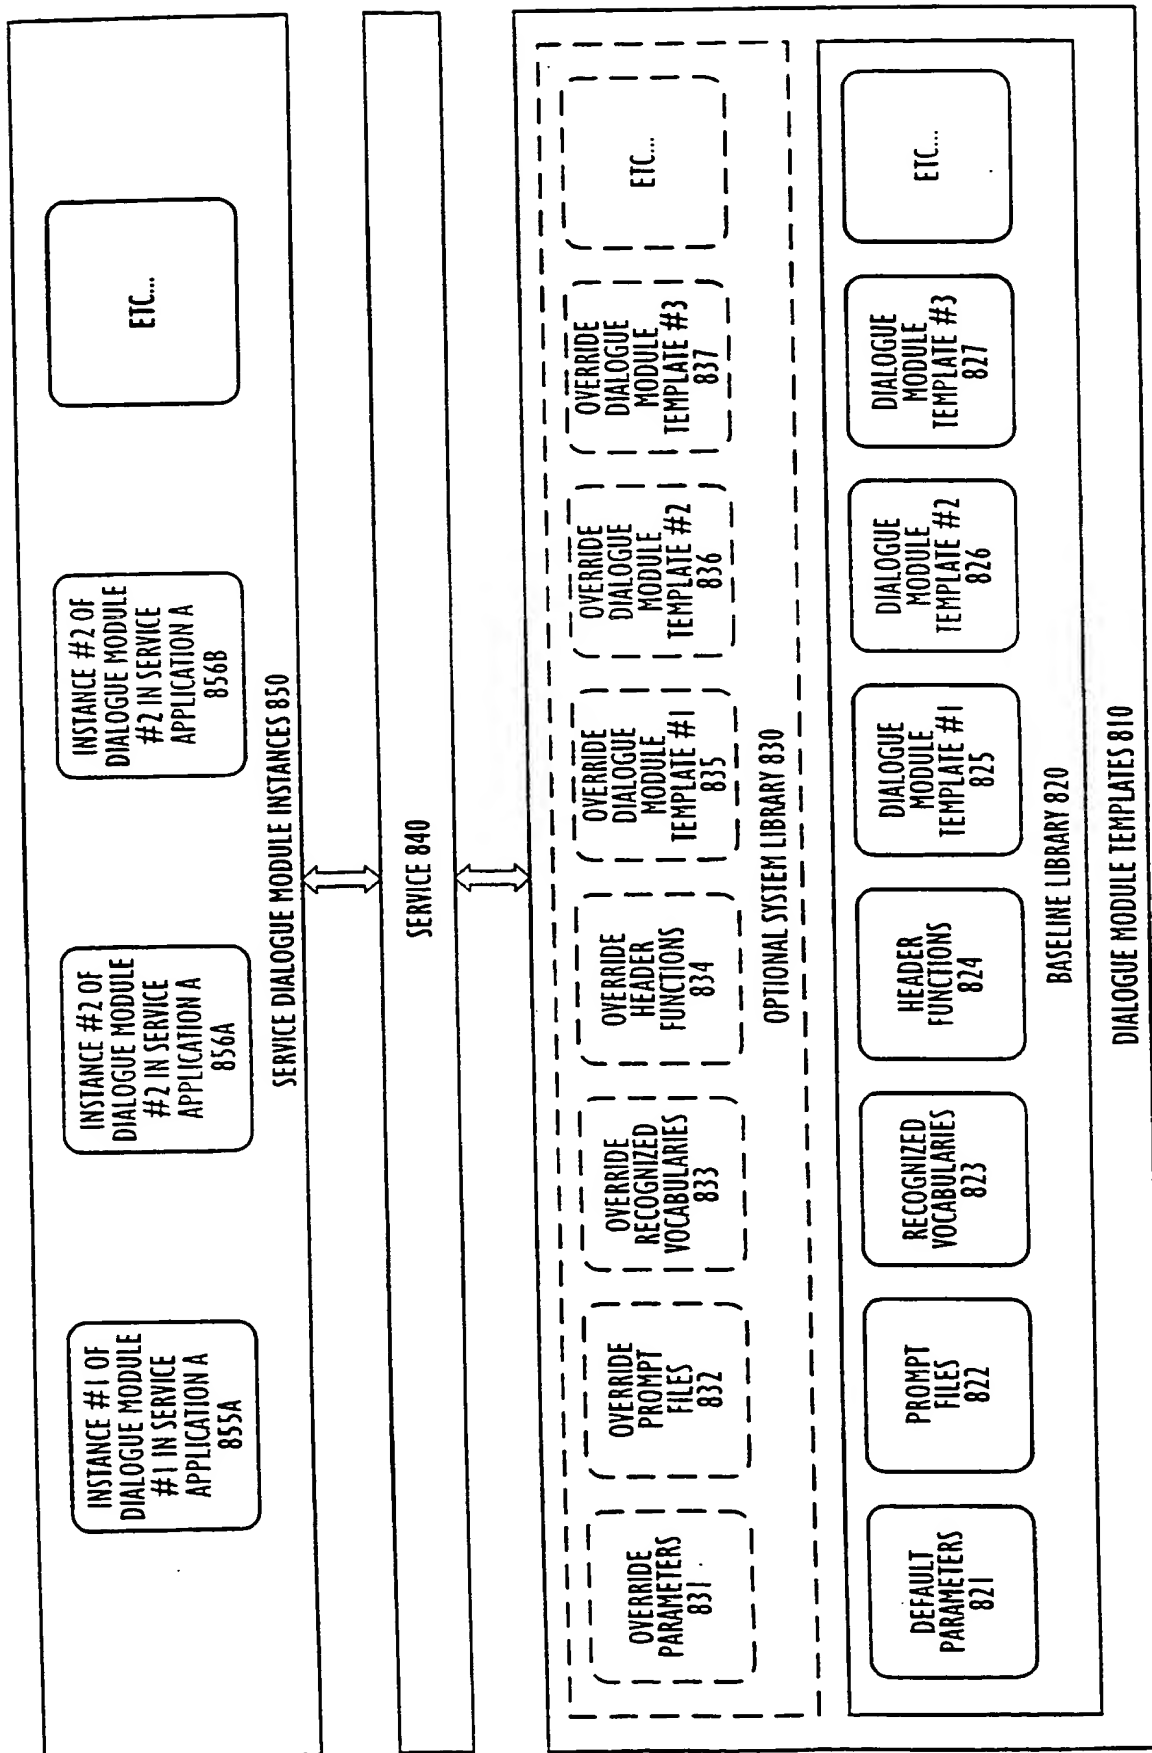 INSTANCE #1 OF
DIALOGUE MODULE
#1 IN SERVICE
APPLICATION A
855A
INSTANCE #2 OF
DIALOGUE MODULE
#2 IN SERVICE
APPLICATION A
856A
INSTANCE #2 OF
DIALOGUE MODULE
#2 IN SERVICE
APPLICATION A
856B
ETC...
SERVICE DIALOGUE MODULE INSTANCES 850
SERVICE 840
OVERRIDE
PARAMETERS
831
OVERRIDE
PROMPT
FILES
832
OVERRIDE
RECOGNIZED
VOCABULARIES
833
OVERRIDE
HEADER
FUNCTIONS
834
OVERRIDE
DIALOGUE
MODULE
TEMPLATE #1
835
OVERRIDE
DIALOGUE
MODULE
TEMPLATE #2
836
OVERRIDE
DIALOGUE
MODULE
TEMPLATE #3
837
ETC...
OPTIONAL SYSTEM LIBRARY 830
DEFAULT
PARAMETERS
821
PROMPT
FILES
822
RECOGNIZED
VOCABULARIES
823
HEADER
FUNCTIONS
824
DIALOGUE
MODULE
TEMPLATE #1
825
DIALOGUE
MODULE
TEMPLATE #2
826
DIALOGUE
MODULE
TEMPLATE #3
827
ETC...
BASELINE LIBRARY 820
DIALOGUE MODULE TEMPLATES 810